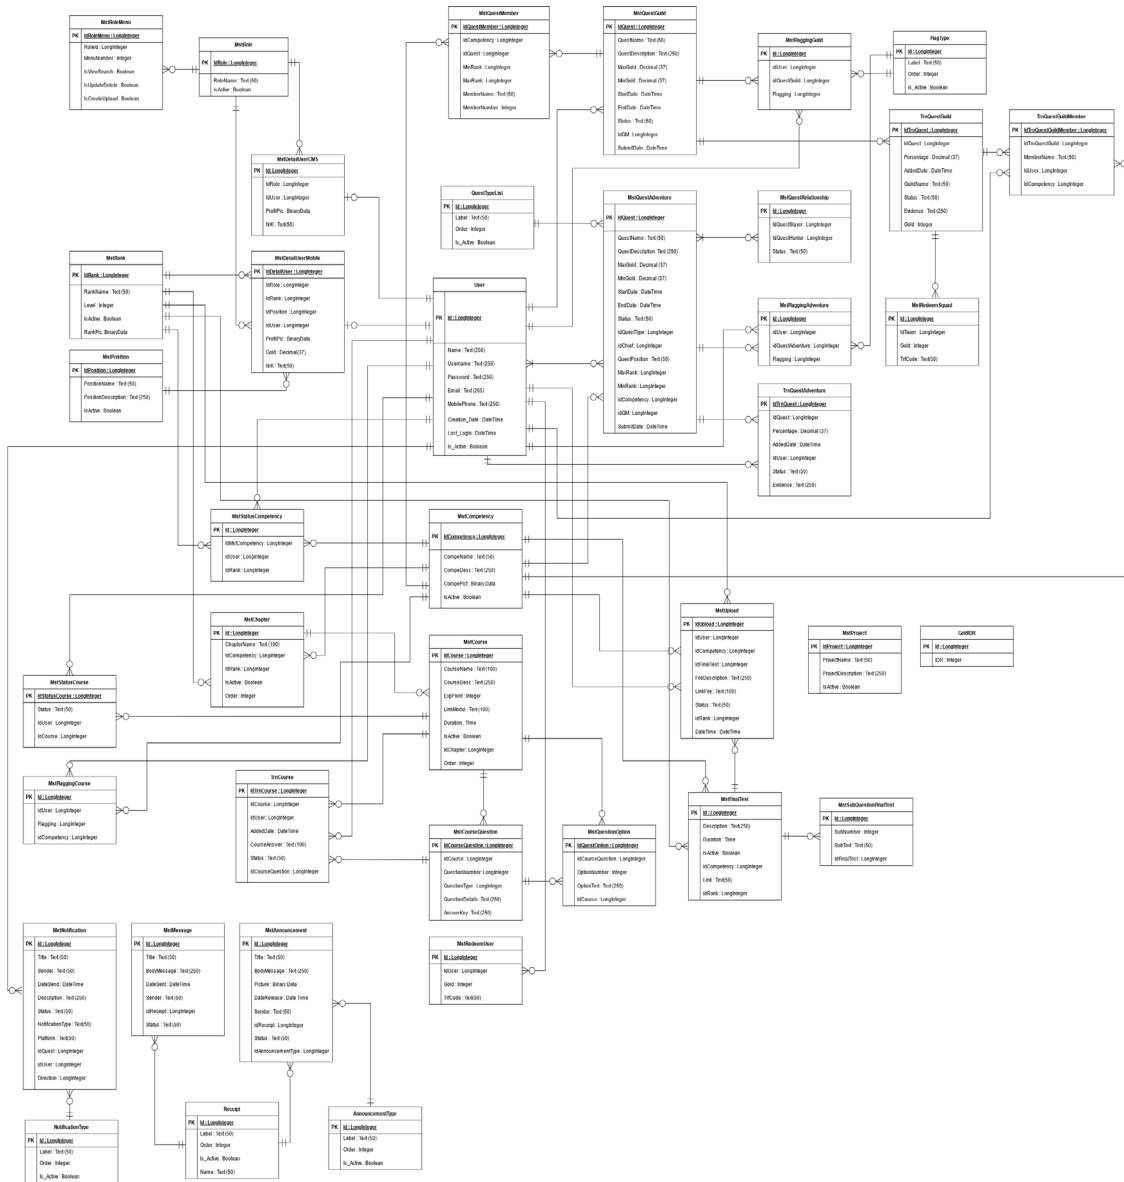 MstRoleMenu
PK IdRoleMenu : LongInteger
RoleId : LongInteger
MenuNumber : Integer
IsViewSearch : Boolean
IsUpdateDelete : Boolean
IsCreateUpload : Boolean
MstRole
PK IdRole : LongInteger
RoleName : Text (50)
IsActive : Boolean
MstDetailUserCMS
PK Id : LongInteger
IdRole : LongInteger
IdUser : LongInteger
ProfilPic : BinaryData
NIK : Text(50)
MstQuestMember
PK IdQuestMember : LongInteger
IdCompetency : LongInteger
IdQuest : LongInteger
MinRank : LongInteger
MaxRank : LongInteger
MemberName : Text (50)
MemberNumber : Integer
MstQuestGuild
PK IdQuest : LongInteger
QuestName : Text (50)
QuestDescription : Text (250)
MaxGold : Decimal (37)
MinGold : Decimal (37)
StartDate : DateTime
EndDate : DateTime
Status : Text (50)
IdQM : LongInteger
SubmitDate : DateTime
MstFlaggingGuild
PK Id : LongInteger
idUser : LongInteger
idQuestGuild : LongInteger
Flagging : LongInteger
FlagType
PK Id : LongInteger
Label : Text (50)
Order : Integer
Is_Active : Boolean
TrnQuestGuild
PK IdTrnQuest : LongInteger
IdQuest : LongInteger
Percentage : Decimal (37)
AddedDate : DateTime
GuildName : Text (50)
Status : Text (50)
Evidence : Text (250)
Gold : Integer
TrnQuestGuildMember
PK IdTrnQuestGuildMember : LongInteger
IdTrnQuestGuild : LongInteger
MemberName : Text (50)
IdUser : LongInteger
IdCompetency : LongInteger
QuestTypeList
PK Id : LongInteger
Label : Text (50)
Order : Integer
Is_Active : Boolean
MstQuestAdventure
PK IdQuest : LongInteger
QuestName : Text (50)
QuestDescription : Text (250)
MaxGold : Decimal (37)
MinGold : Decimal (37)
StartDate : DateTime
EndDate : DateTime
Status : Text (50)
IdQuestType : LongInteger
idChief : LongInteger
QuestPosition : Text (50)
MaxRank : LongInteger
MinRank : LongInteger
idCompetency : LongInteger
idQM : LongInteger
SubmitDate : DateTime
MstQuestRelationship
PK Id : LongInteger
IdQuestSlayer : LongInteger
IdQuestHunter : LongInteger
Status : Text (50)
MstRank
PK IdRank : LongInteger
RankName : Text (50)
Level : Integer
IsActive : Boolean
RankPic : BinaryData
MstDetailUserMobile
PK IdDetailUser : LongInteger
IdRole : LongInteger
IdRank : LongInteger
IdPosition : LongInteger
IdUser : LongInteger
ProfilPic : BinaryData
Gold : Decimal(37)
NIK : Text (50)
User
PK Id : LongInteger
Name : Text (250)
Username : Text (250)
Password : Text (250)
Email : Text (265)
MobilePhone : Text (250)
Creation_Date : DateTime
Last_Login : DateTime
Is_Active : Boolean
MstFlaggingAdventure
PK Id : LongInteger
idUser : LongInteger
idQuestAdventure : LongInteger
Flagging : LongInteger
MstRedeemSquad
PK Id : LongInteger
IdTeam : LongInteger
Gold : Integer
TrfCode : Text(50)
MstPosition
PK IdPosition : LongInteger
PositionName : Text (50)
PositionDescription : Text (250)
IsActive : Boolean
TrnQuestAdventure
PK IdTrnQuest : LongInteger
IdQuest : LongInteger
Percentage : Decimal (37)
AddedDate : DateTime
IdUser : LongInteger
Status : Text (50)
Evidence : Text (250)
MstStatusCompetency
PK Id : LongInteger
IdMstCompetency : LongInteger
IdUser : LongInteger
IdRank : LongInteger
MstCompetency
PK IdCompetency : LongInteger
CompeName : Text (50)
CompeDesc : Text (250)
CompePict : Binary Data
IsActive : Boolean
MstChapter
PK Id : LongInteger
ChapterName : Text (100)
IdCompetency : LongInteger
IdRank : LongInteger
IsActive : Boolean
Order : Integer
MstCourse
PK IdCourse : LongInteger
CourseName : Text (100)
CourseDesc : Text (250)
ExpPoint : Integer
LinkModul : Text (100)
Duration : Time
IsActive : Boolean
IdChapter : LongInteger
Order : Integer
MstUpload
PK IdUpload : LongInteger
IdUser : LongInteger
IdCompetency : LongInteger
IdFinalTest : LongInteger
FileDescription : Text (250)
LinkFile : Text (100)
Status : Text (50)
idRank : LongInteger
DateTime : DateTime
MstProject
PK IdProject : LongInteger
ProjectName : Text (50)
ProjectDescription : Text (250)
IsActive : Boolean
GoldIDR
PK Id : LongInteger
IDR : Integer
MstStatusCourse
PK IdStatusCourse : LongInteger
Status : Text (50)
IdUser : LongInteger
IdCourse : LongInteger
MstFlaggingCourse
PK Id : LongInteger
idUser : LongInteger
Flagging : LongInteger
idCompetency : LongInteger
TrnCourse
PK IdTrnCourse : LongInteger
IdCourse : LongInteger
IdUser : LongInteger
AddedDate : DateTime
CourseAnswer : Text (100)
Status : Text (50)
IdCourseQuestion : LongInteger
MstCourseQuestion
PK IdCourseQuestion : LongInteger
IdCourse : LongInteger
QuestionNumber : LongInteger
QuestionType : LongInteger
QuestionDetails : Text (250)
AnswerKey : Text (250)
MstQuestionOption
PK IdQuestOption : LongInteger
IdCourseQuestion : LongInteger
OptionNumber : Integer
OptionText : Text (250)
IdCourse : LongInteger
MstFinalTest
PK Id : LongInteger
Description : Text(250)
Duration : Time
IsActive : Boolean
idCompetency : LongInteger
Link : Text(50)
idRank : LongInteger
MstSubQuestionFinalTest
PK Id : LongInteger
SubNumber : Integer
SubText : Text (50)
idFinalTest : LongInteger
MstNotification
PK Id : LongInteger
Title : Text (50)
Sender : Text (50)
DateSend : DateTime
Description : Text (250)
Status : Text (50)
NotificationType : Text(50)
Platform : Text(50)
IdQuest : LongInteger
idUser : LongInteger
Direction : LongInteger
MstMessage
PK Id : LongInteger
Title : Text (50)
BodyMessage : Text (250)
DateSent : DateTime
Sender : Text (50)
idReceipt : LongInteger
Status : Text (50)
MstAnnouncement
PK Id : LongInteger
Title : Text (50)
BodyMessage : Text (250)
Picture : Binary Data
DateRelease : Date Time
Sender : Text (50)
idReceipt : LongInteger
Status : Text (50)
IdAnnouncementType : LongInteger
MstRedeemUser
PK Id : LongInteger
IdUser : LongInteger
Gold : Integer
TrfCode : Text(50)
NotificationType
PK Id : LongInteger
Label : Text (50)
Order : Integer
Is_Active : Boolean
Receipt
PK Id : LongInteger
Label : Text (50)
Order : Integer
Is_Active : Boolean
Name : Text (50)
AnnouncementType
PK Id : LongInteger
Label : Text (50)
Order : Integer
Is_Active : Boolean